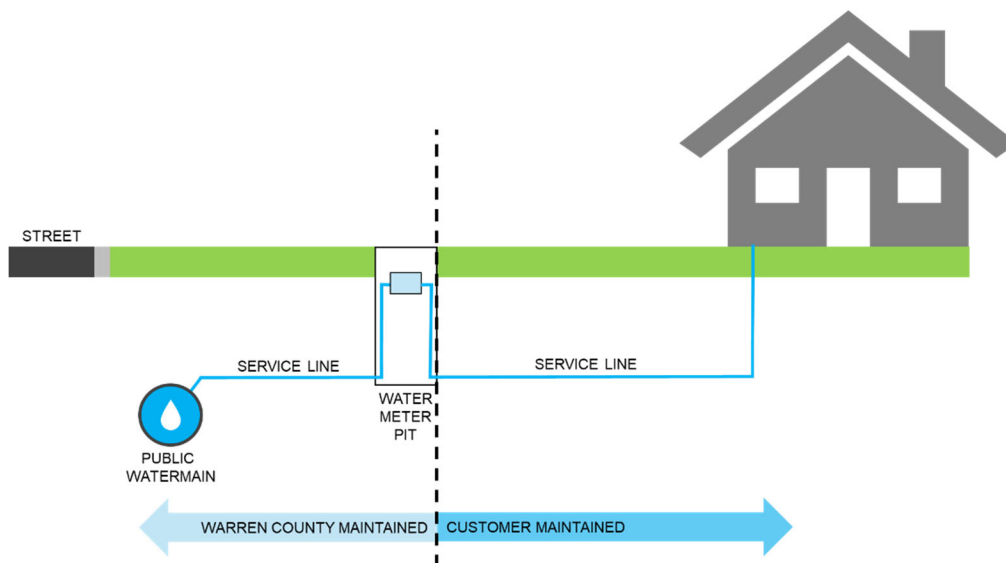 STREET
SERVICE LINE
SERVICE LINE
WATER
METER
PIT
PUBLIC
WATERMAIN
WARREN COUNTY MAINTAINED
CUSTOMER MAINTAINED